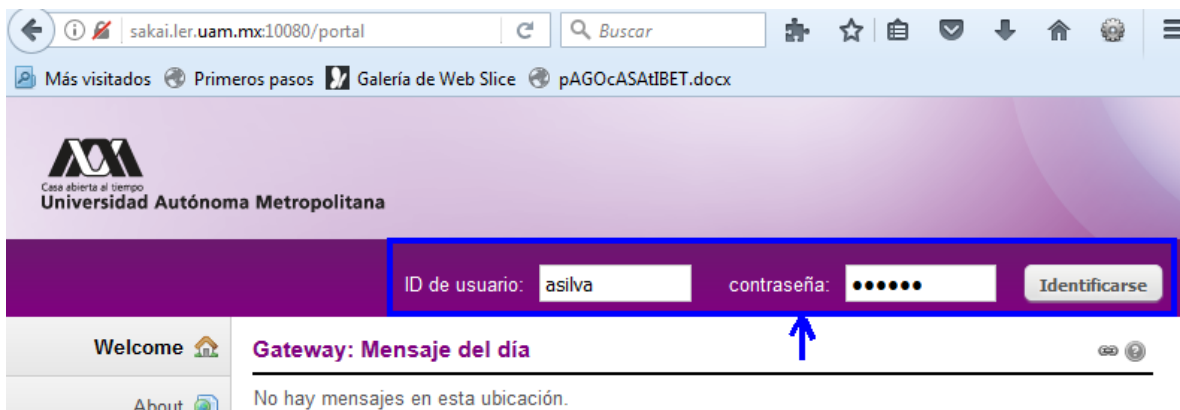 sakai.ler.uam.mx:10080/portal Buscar
Más visitados Primeros pasos Galería de Web Slice pAGOcASAtIBET.docx
Casa abierta al tiempo
Universidad Autónoma Metropolitana
ID de usuario: asilva contraseña: •••••• Identificarse
Welcome Gateway: Mensaje del día
About No hay mensajes en esta ubicación.